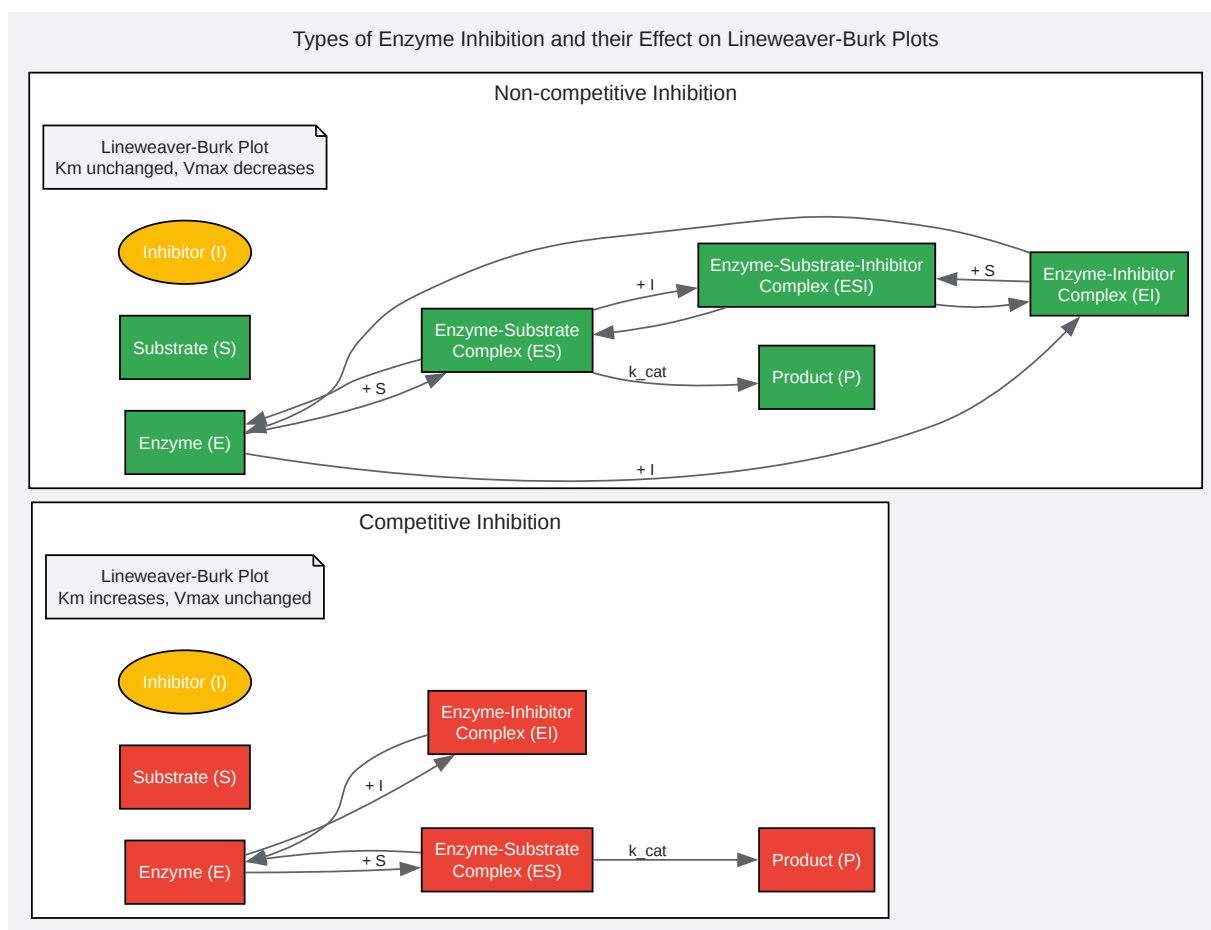 Types of Enzyme Inhibition and their Effect on Lineweaver-Burk Plots
Non-competitive Inhibition
Lineweaver-Burk Plot
Km unchanged, Vmax decreases
Inhibitor (I)
Substrate (S)
Enzyme (E)
+ S
Enzyme-Substrate
Complex (ES)
+ I
k_cat
+ I
Enzyme-Substrate-Inhibitor
Complex (ESI)
Product (P)
+ S
Enzyme-Inhibitor
Complex (EI)
Competitive Inhibition
Lineweaver-Burk Plot
Km increases, Vmax unchanged
Inhibitor (I)
Substrate (S)
Enzyme (E)
+ I
+ S
Enzyme-Inhibitor
Complex (EI)
Enzyme-Substrate
Complex (ES)
k_cat
Product (P)